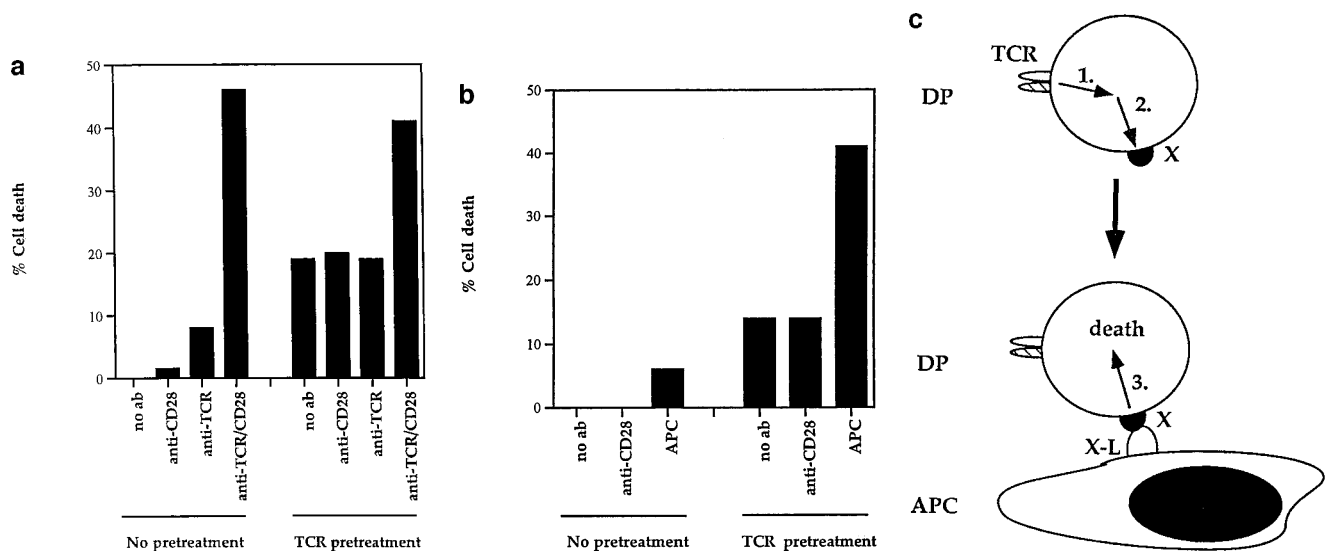 a
50
40
30
20
10
0
% Cell death
no ab
anti-CD28
anti-TCR
anti-TCR/CD28
no ab
anti-CD28
anti-TCR
anti-TCR/CD28
No pretreatment
TCR pretreatment
b
50
40
30
20
10
0
% Cell death
no ab
anti-CD28
APC
no ab
anti-CD28
APC
No pretreatment
TCR pretreatment
c
TCR
DP
1.
2.
X
death
DP
3.
X
X-L
APC